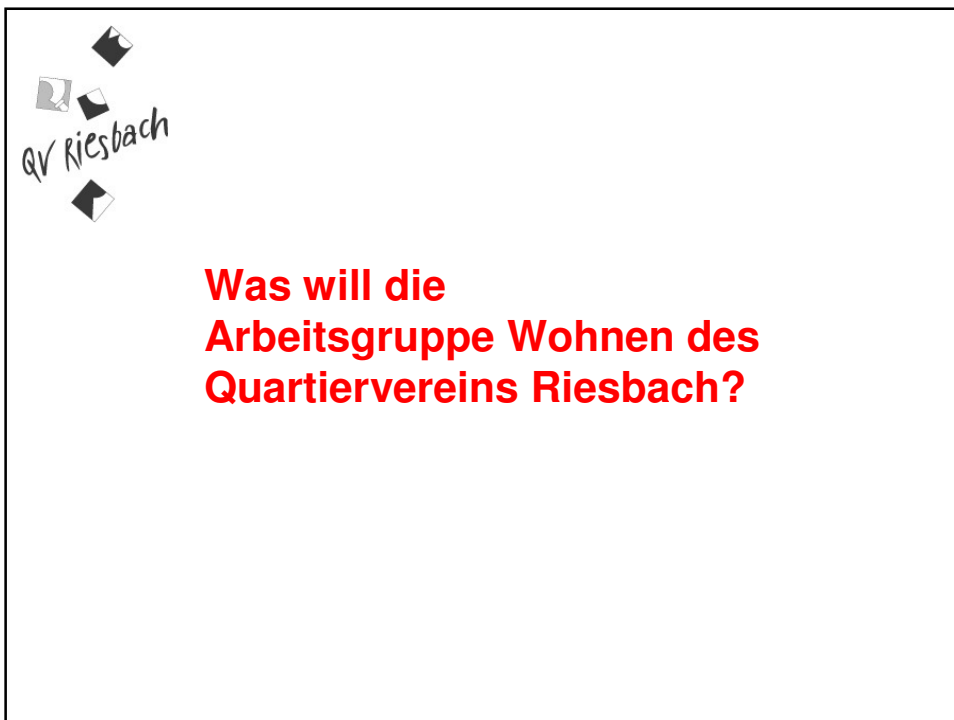 QV Riesbach
Was will die
Arbeitsgruppe Wohnen des
Quartiervereins Riesbach?